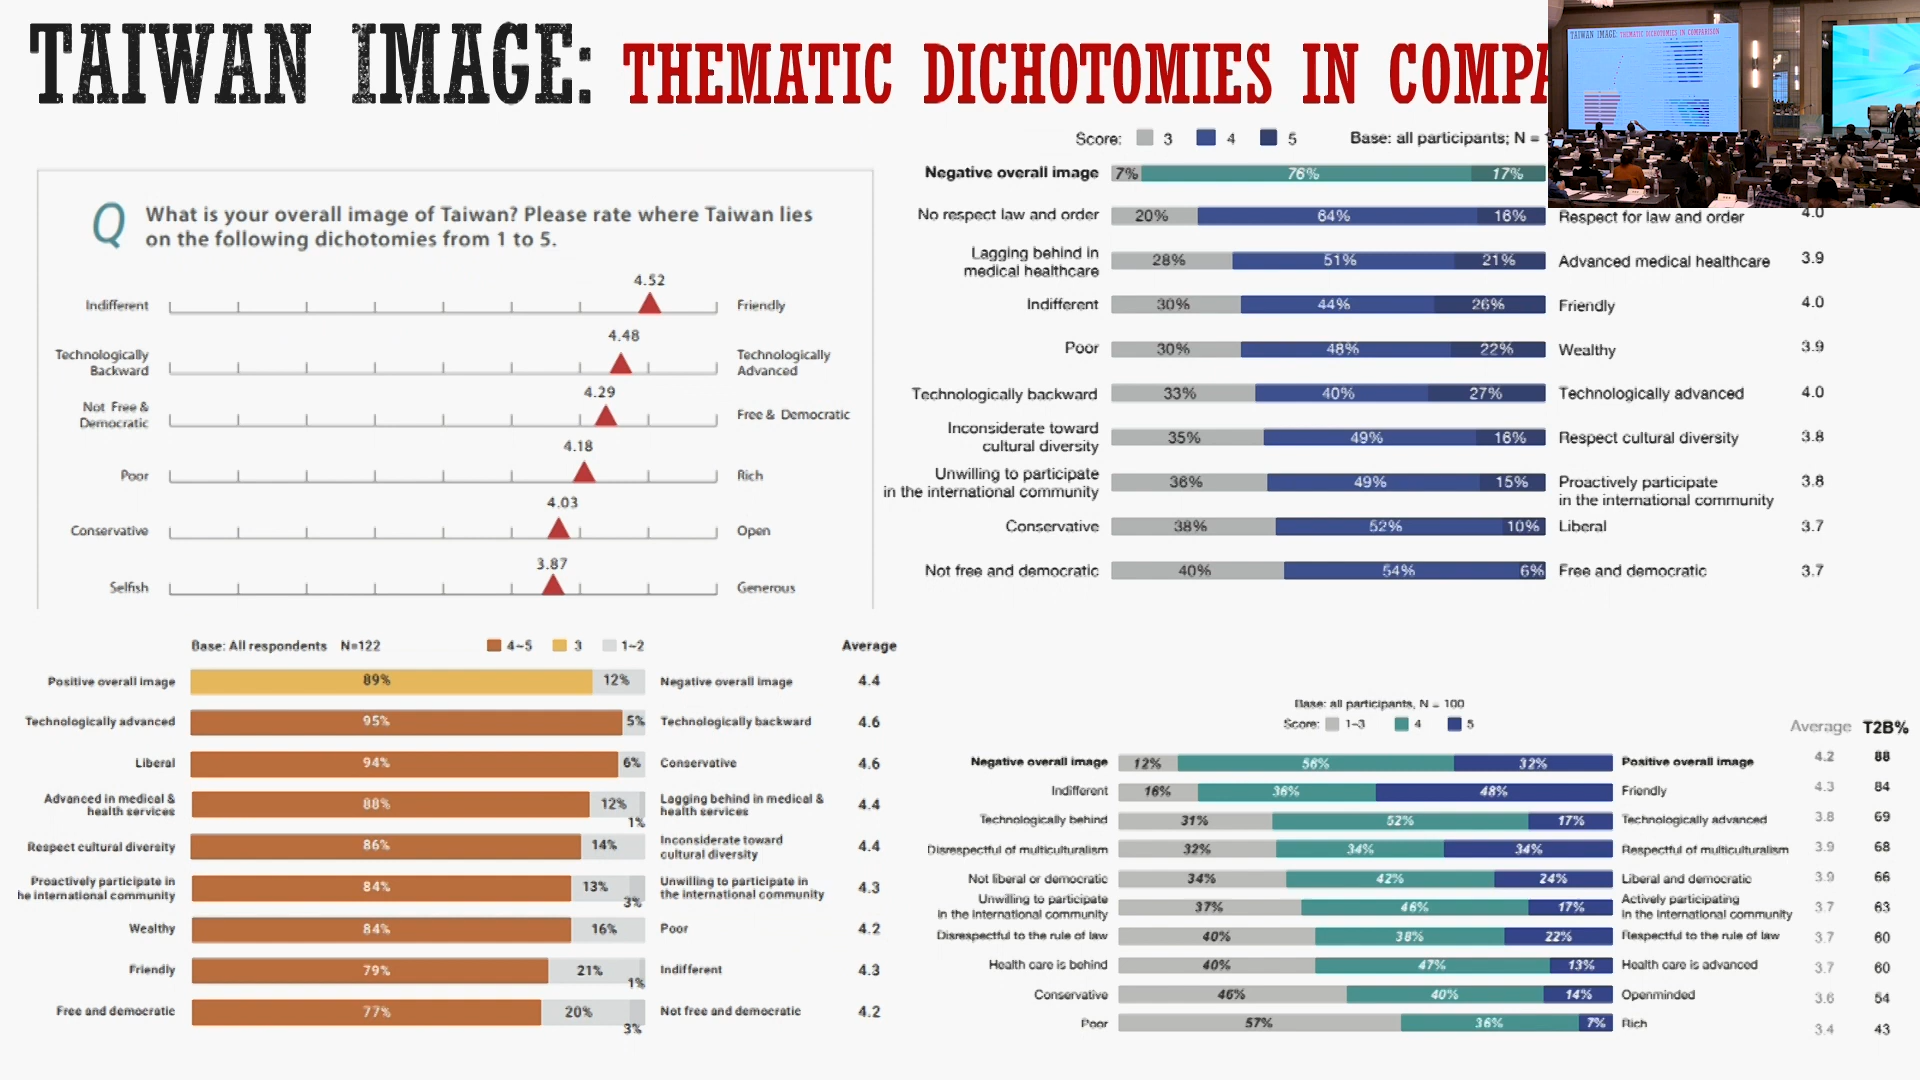 TAIWAN IMAGE: THEMATIC DICHOTOMIES IN COMPA
TAIWAN IMAGE: THEMATIC DICHOTOMIES IN COMPARISON
Q
What is your overall image of Taiwan? Please rate where Taiwan lies
on the following dichotomies from 1 to 5.
4.52
Indifferent Friendly
4.48
Technologically Technologically
Backward Advanced
4.29
Not Free & Free & Democratic
Democratic
4.18
Poor Rich
4.03
Conservative Open
3.87
Selfish Generous
Score: 3 4 5 Base: all participants; N =
Negative overall image 7% 76% 17%
No respect law and order 20% 64% 16% Respect for law and order 4.0
Lagging behind in
medical healthcare 28% 51% 21% Advanced medical healthcare 3.9
Indifferent 30% 44% 26% Friendly 4.0
Poor 30% 48% 22% Wealthy 3.9
Technologically backward 33% 40% 27% Technologically advanced 4.0
Inconsiderate toward
cultural diversity 35% 49% 16% Respect cultural diversity 3.8
Unwilling to participate 36% 49% 15% Proactively participate 3.8
in the international community in the international community
Conservative 38% 52% 10% Liberal 3.7
Not free and democratic 40% 54% 6% Free and democratic 3.7
Base: All respondents N=122 4~5 3 1~2 Average
Positive overall image 89% 12% Negative overall image 4.4
Technologically advanced 95% 5% Technologically backward 4.6
Liberal 94% 6% Conservative 4.6
Advanced in medical & 88% 12% Lagging behind in medical & 4.4
health services 1% health services
Respect cultural diversity 86% 14% Inconsiderate toward 4.4
cultural diversity
Proactively participate in 84% 13% Unwilling to participate in 4.3
he international community 3% the international community
Wealthy 84% 16% Poor 4.2
Friendly 79% 21% Indifferent 4.3
1%
Free and democratic 77% 20% Not free and democratic 4.2
3%
Base: all participants, N = 100
Score: 1-3 4 5 Average T2B%
Negative overall image 12% 56% 32% Positive overall image 4.2 88
Indifferent 16% 36% 48% Friendly 4.3 84
Technologically behind 31% 52% 17% Technologically advanced 3.8 69
Disrespectful of multiculturalism 32% 34% 34% Respectful of multiculturalism 3.9 68
Not liberal or democratic 34% 42% 24% Liberal and democratic 3.9 66
Unwilling to participate 37% 46% 17% Actively participating 3.7 63
in the international community in the international community
Disrespectful to the rule of law 40% 38% 22% Respectful to the rule of law 3.7 60
Health care is behind 40% 47% 13% Health care is advanced 3.7 60
Conservative 46% 40% 14% Openminded 3.6 54
Poor 57% 36% 7% Rich 3.4 43